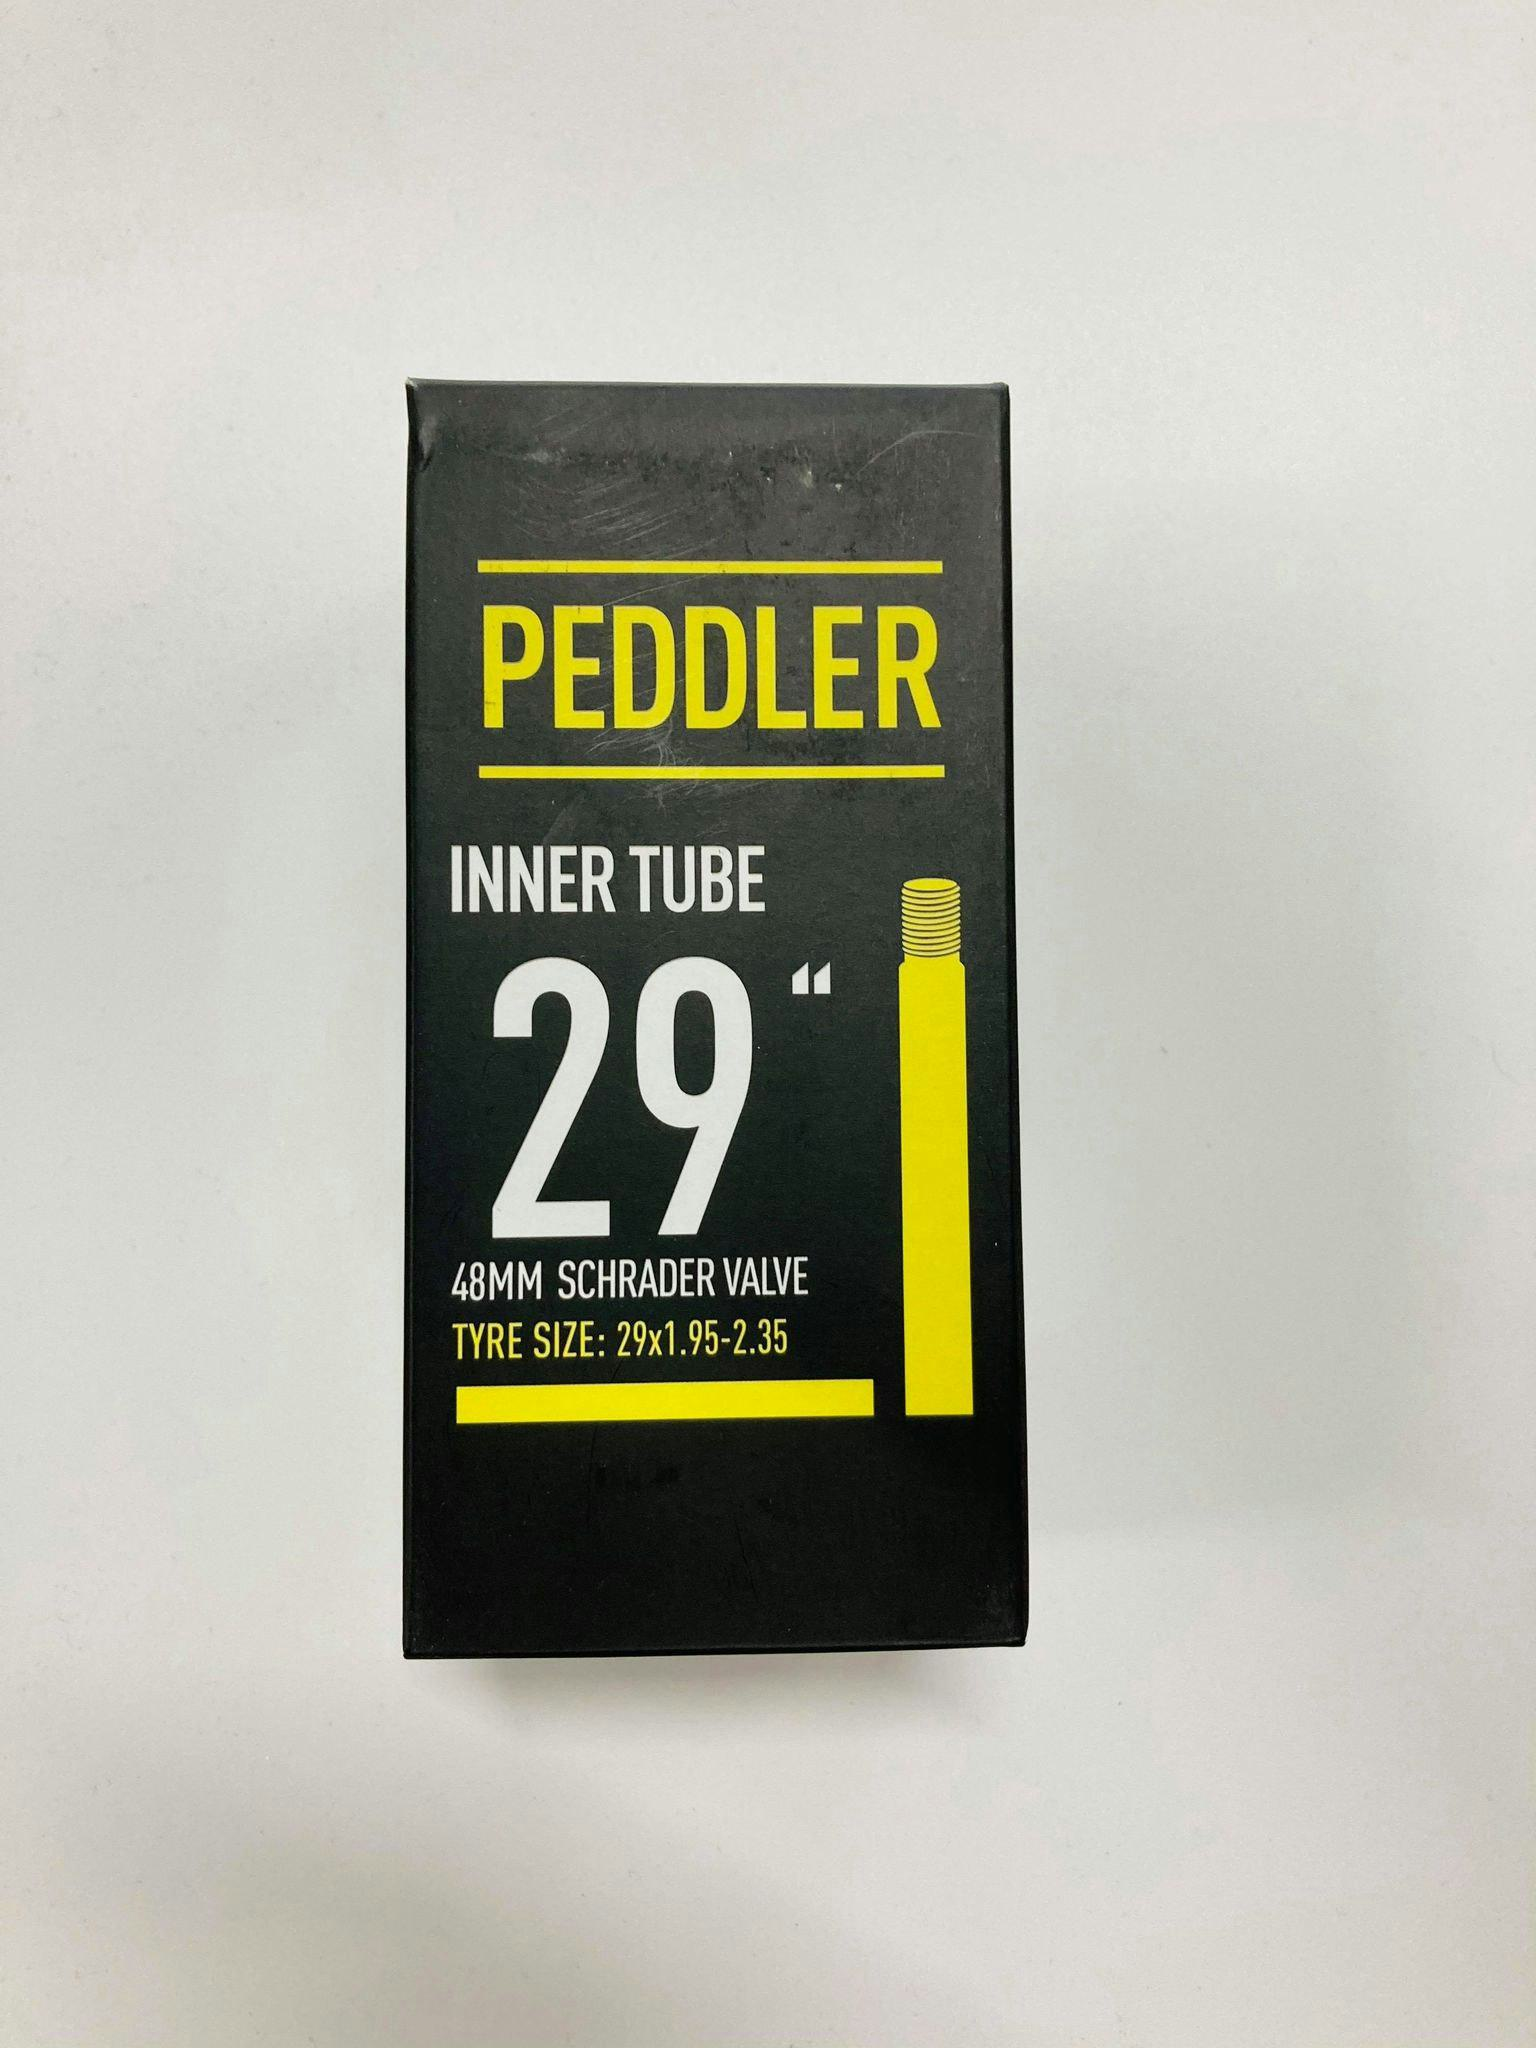 PEDDLER
INNER TUBE
29“
48MM SCHRADER VALVE
TYRE SIZE: 29x1.95-2.35